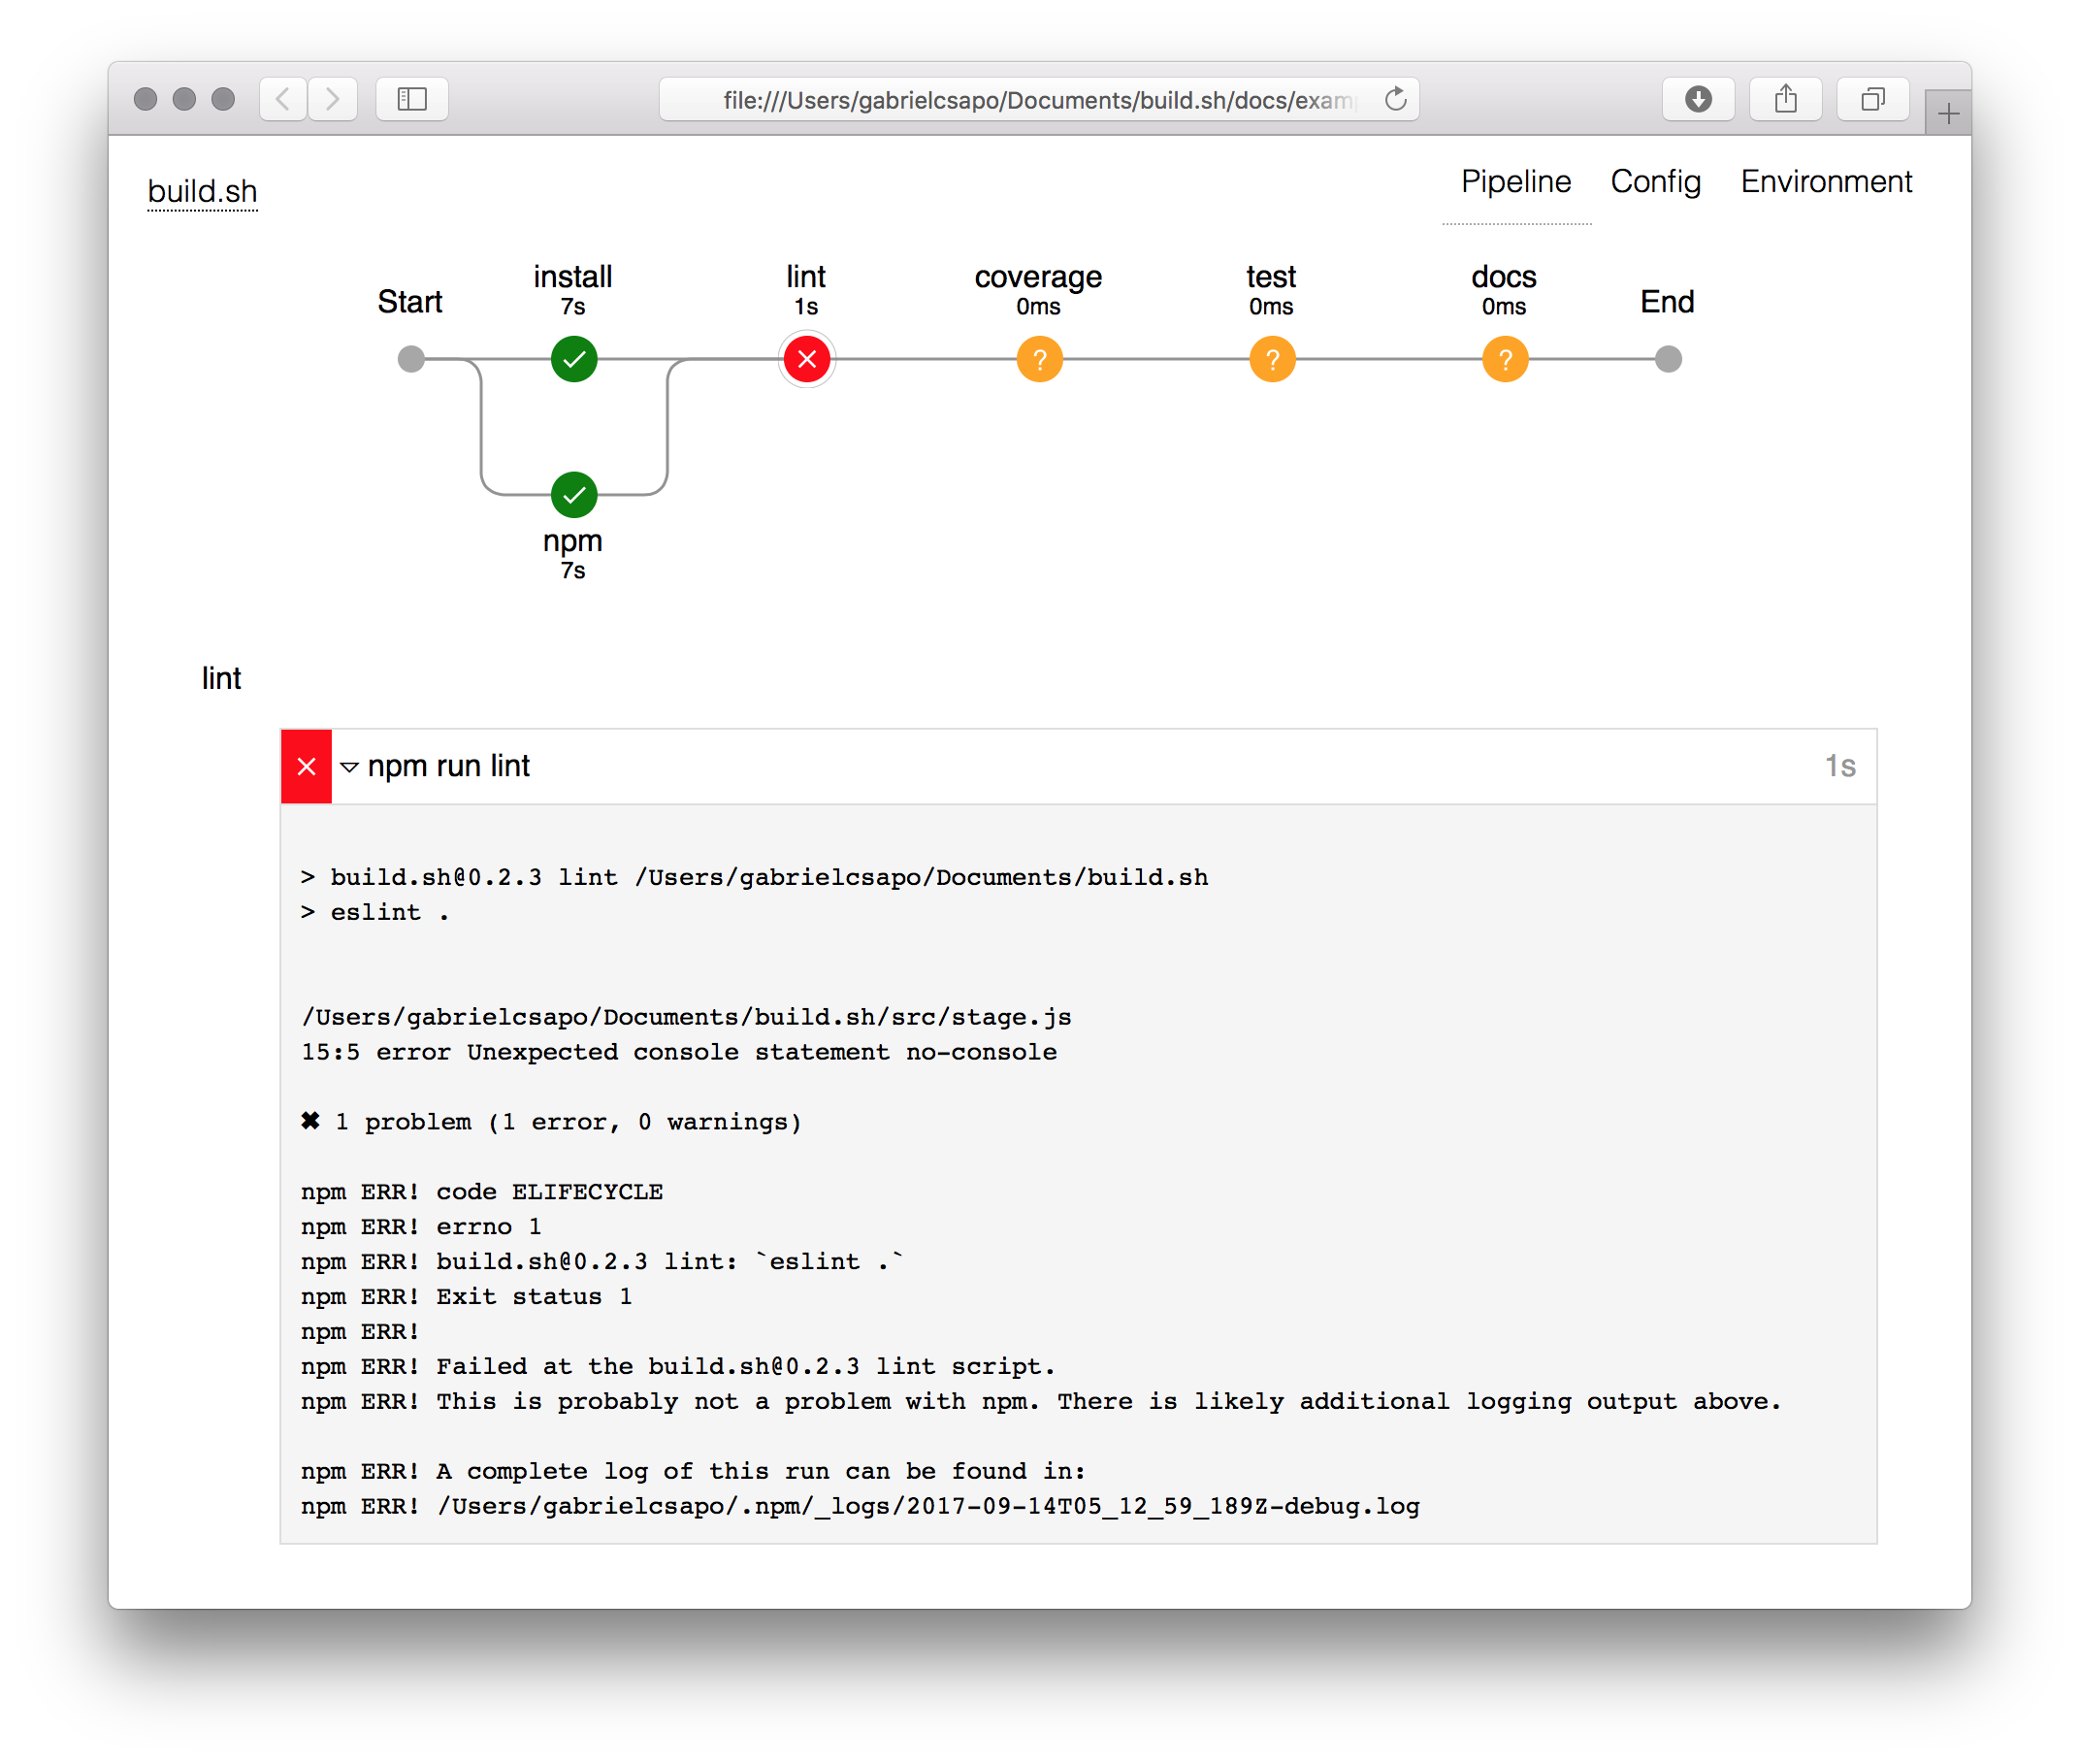 file:///Users/gabrielcsapo/Documents/build.sh/docs/exam
build.sh
Pipeline Config Environment
Start
install
7s
lint
1s
coverage
0ms
test
0ms
docs
0ms
End
npm
7s
lint
npm run lint 1s
> build.sh@0.2.3 lint /Users/gabrielcsapo/Documents/build.sh
> eslint .
/Users/gabrielcsapo/Documents/build.sh/src/stage.js
15:5 error Unexpected console statement no-console
✖ 1 problem (1 error, 0 warnings)
npm ERR! code ELIFECYCLE
npm ERR! errno 1
npm ERR! build.sh@0.2.3 lint: `eslint .`
npm ERR! Exit status 1
npm ERR!
npm ERR! Failed at the build.sh@0.2.3 lint script.
npm ERR! This is probably not a problem with npm. There is likely additional logging output above.
npm ERR! A complete log of this run can be found in:
npm ERR! /Users/gabrielcsapo/.npm/_logs/2017-09-14T05_12_59_189Z-debug.log